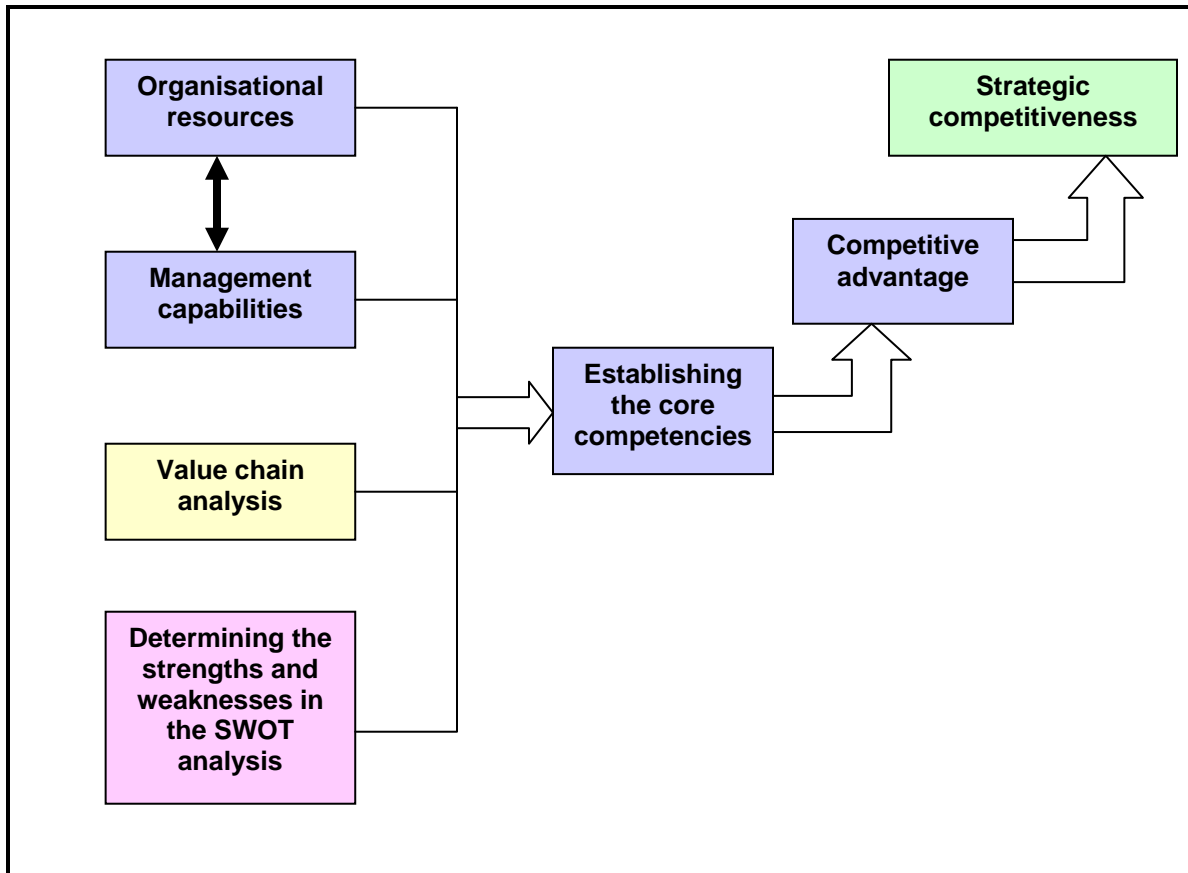 Organisational
resources
Strategic
competitiveness
Management
capabilities
Competitive
advantage
Establishing
the core
competencies
Value chain
analysis
Determining the
strengths and
weaknesses in
the SWOT
analysis